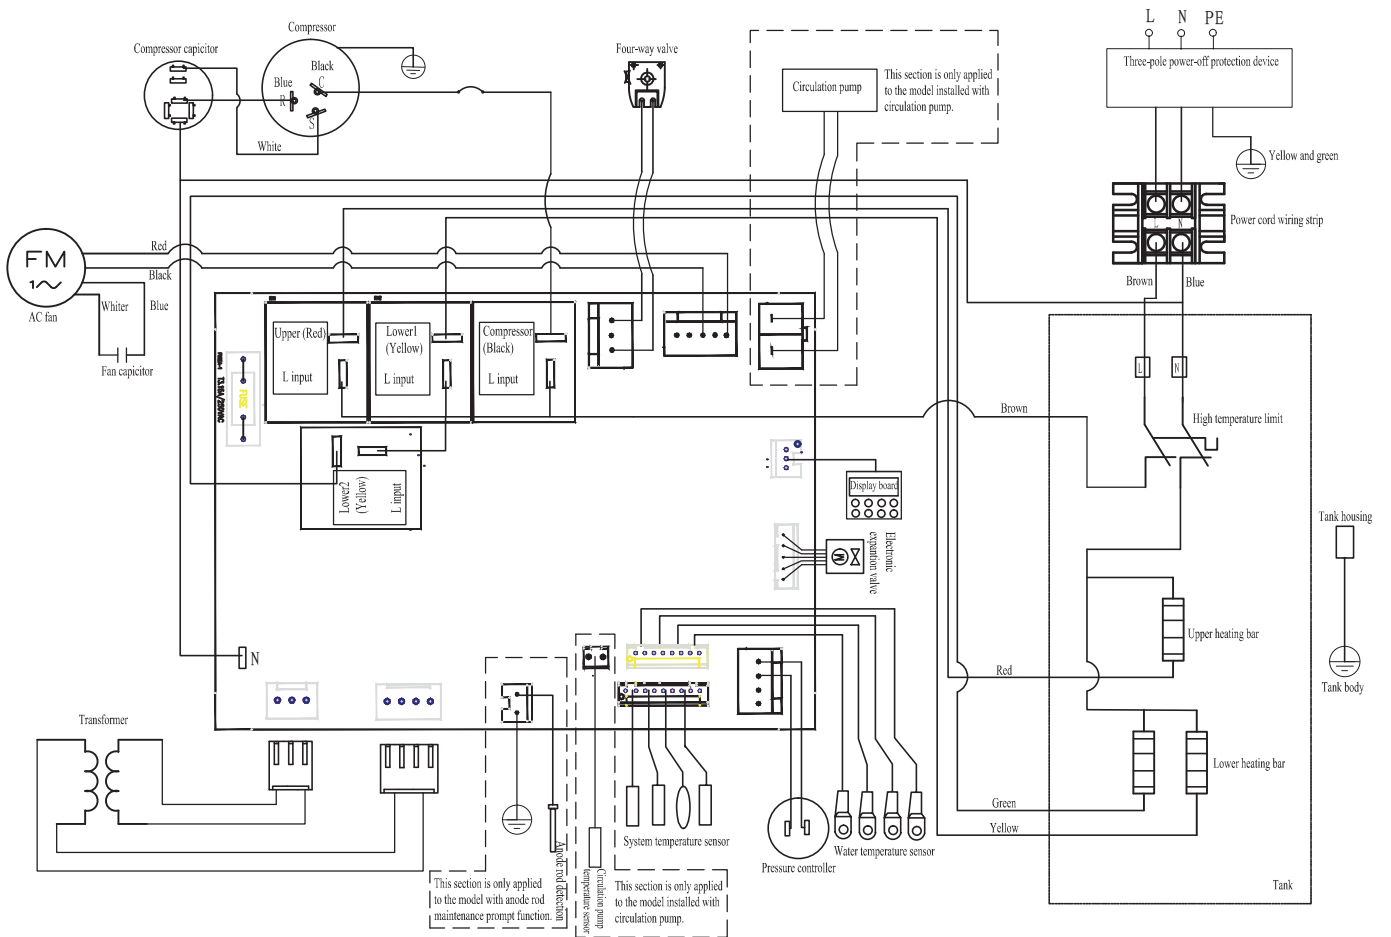 L N PE
Three-pole power-off protection device
Compressor
Compressor capicitor
Four-way valve
Black
C
Blue
R
S
White
Circulation pump
This section is only applied
to the model installed with
circulation pump.
Yellow and green
Power cord wiring strip
L N
Brown
Blue
FM
1~
AC fan
Red
Black
Whiter
Blue
Fan capicitor
Upper (Red)
L input
Lower1
(Yellow)
L input
Compressor
(Black)
L input
T3.15A/250VAC
FUSE
Lower2
(Yellow)
L input
Brown
L
N
High temperature limit
Display board
Electronic
expantion valve
M
Tank housing
Tank body
Upper heating bar
Red
Lower heating bar
Green
Yellow
Tank
N
Transformer
Anode rod detection
This section is only applied
to the model with anode rod
maintenance prompt function.
Circulation pump
temperature sensor
This section is only applied
to the model installed with
circulation pump.
System temperature sensor
Pressure controller
Water temperature sensor